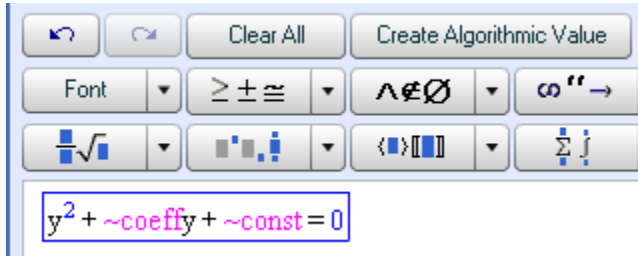 Clear All Create Algorithmic Value
Font ≥±≅ ∧∉∅ ∞″→
√ Σ∫
y² + ~coeffy + ~const = 0